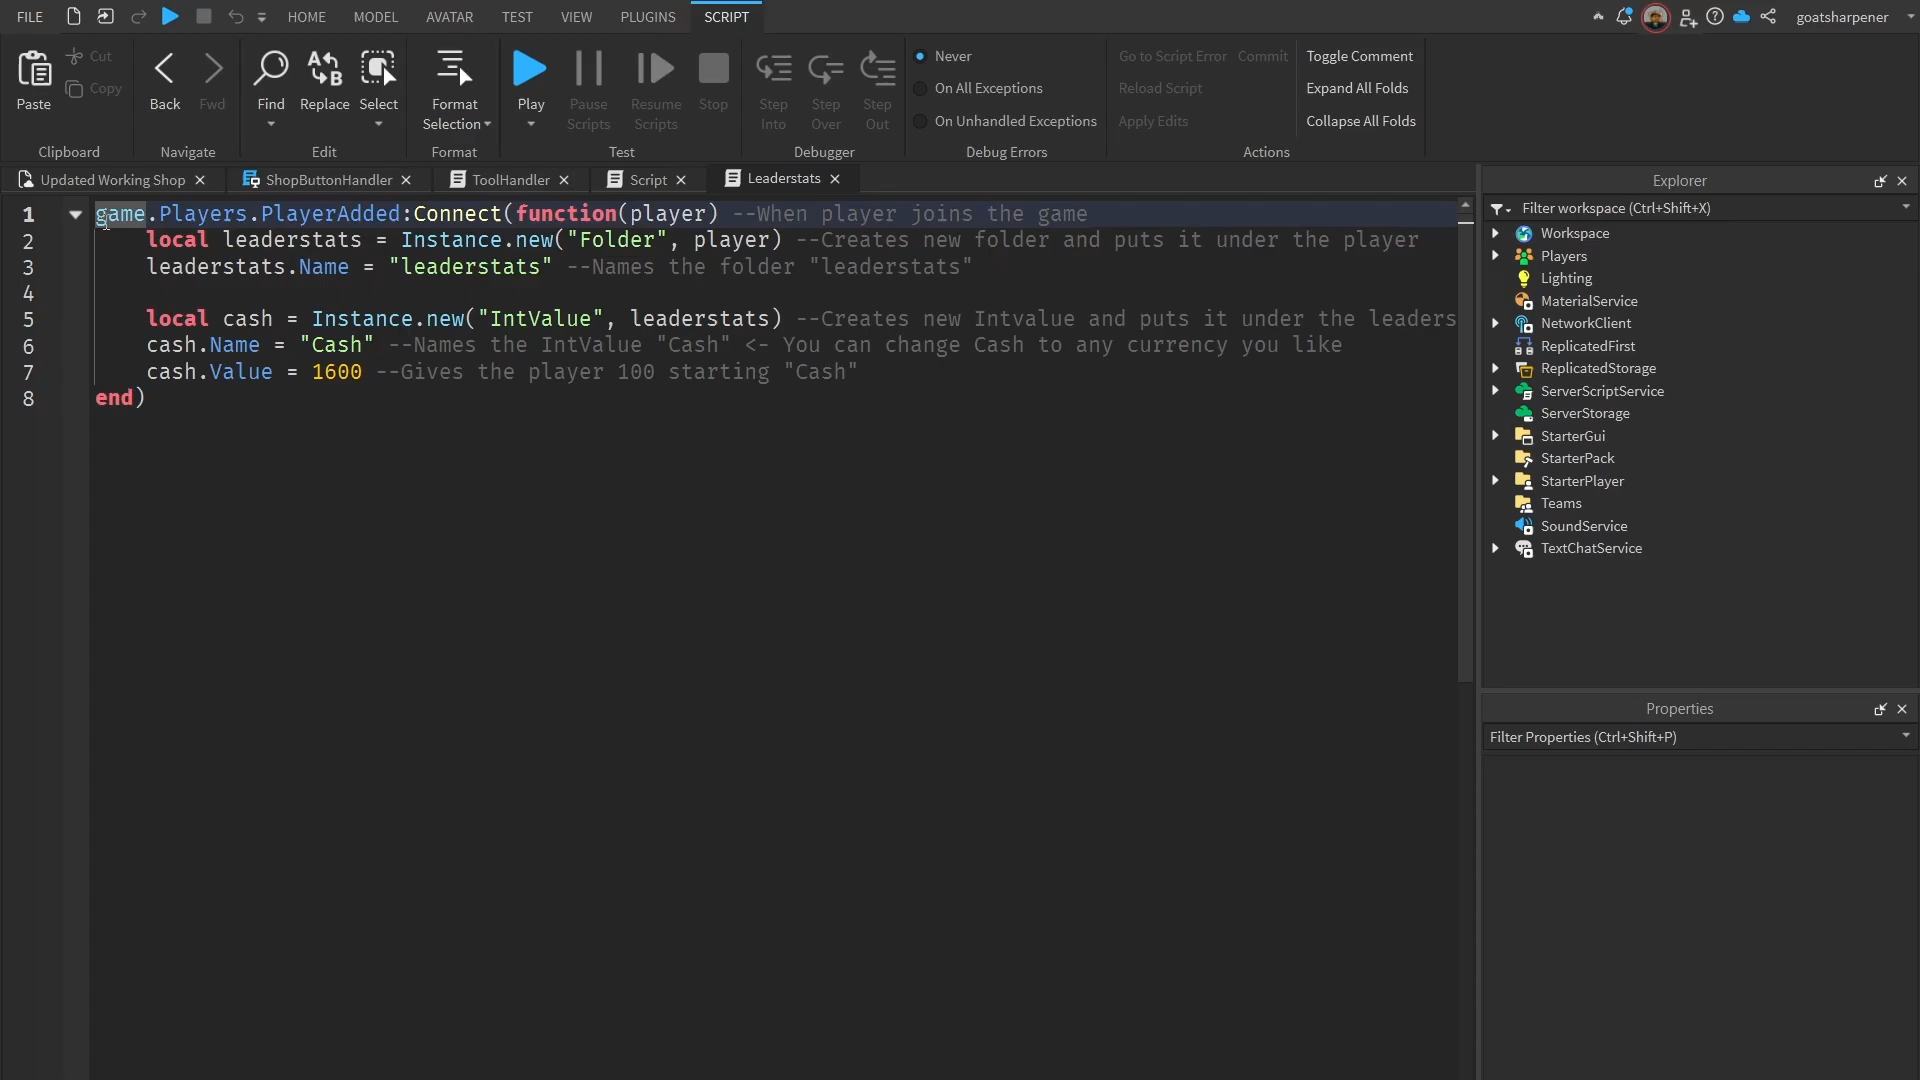 FILE HOME MODEL AVATAR TEST VIEW PLUGINS SCRIPT goatsharpener
Paste Cut Copy
Back Fwd
Find Replace Select
Format Selection
Play Pause Scripts Resume Scripts Stop
Step Into Step Over Step Out
Never
On All Exceptions
On Unhandled Exceptions
Go to Script Error Commit
Reload Script
Apply Edits
Toggle Comment
Expand All Folds
Collapse All Folds
Clipboard Navigate Edit Format Test Debugger Debug Errors Actions
Updated Working Shop ShopButtonHandler ToolHandler Script Leaderstats
1 game.Players.PlayerAdded:Connect(function(player) --When player joins the game
2 local leaderstats = Instance.new("Folder", player) --Creates new folder and puts it under the player
3 leaderstats.Name = "leaderstats" --Names the folder "leaderstats"
4
5 local cash = Instance.new("IntValue", leaderstats) --Creates new Intvalue and puts it under the leaders
6 cash.Name = "Cash" --Names the IntValue "Cash" <- You can change Cash to any currency you like
7 cash.Value = 1600 --Gives the player 100 starting "Cash"
8 end)
Explorer
Filter workspace (Ctrl+Shift+X)
Workspace
Players
Lighting
MaterialService
NetworkClient
ReplicatedFirst
ReplicatedStorage
ServerScriptService
ServerStorage
StarterGui
StarterPack
StarterPlayer
Teams
SoundService
TextChatService
Properties
Filter Properties (Ctrl+Shift+P)